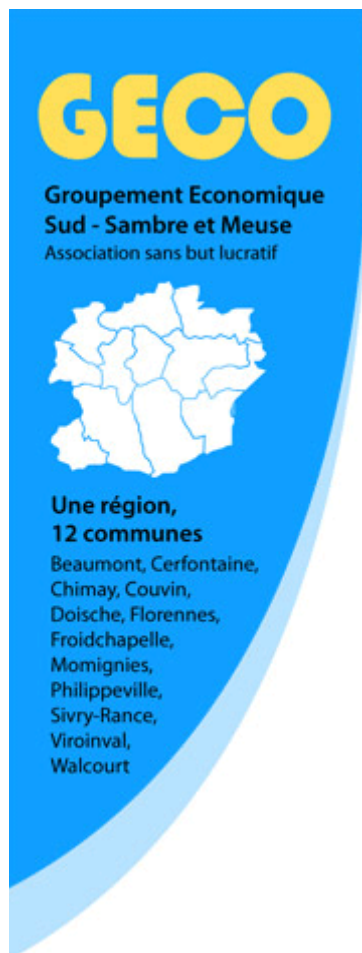 GECO
Groupement Economique
Sud - Sambre et Meuse
Association sans but lucratif
Une région,
12 communes
Beaumont, Cerfontaine,
Chimay, Couvin,
Doische, Florennes,
Froidchapelle,
Momignies,
Philippeville,
Sivry-Rance,
Viroinval,
Walcourt